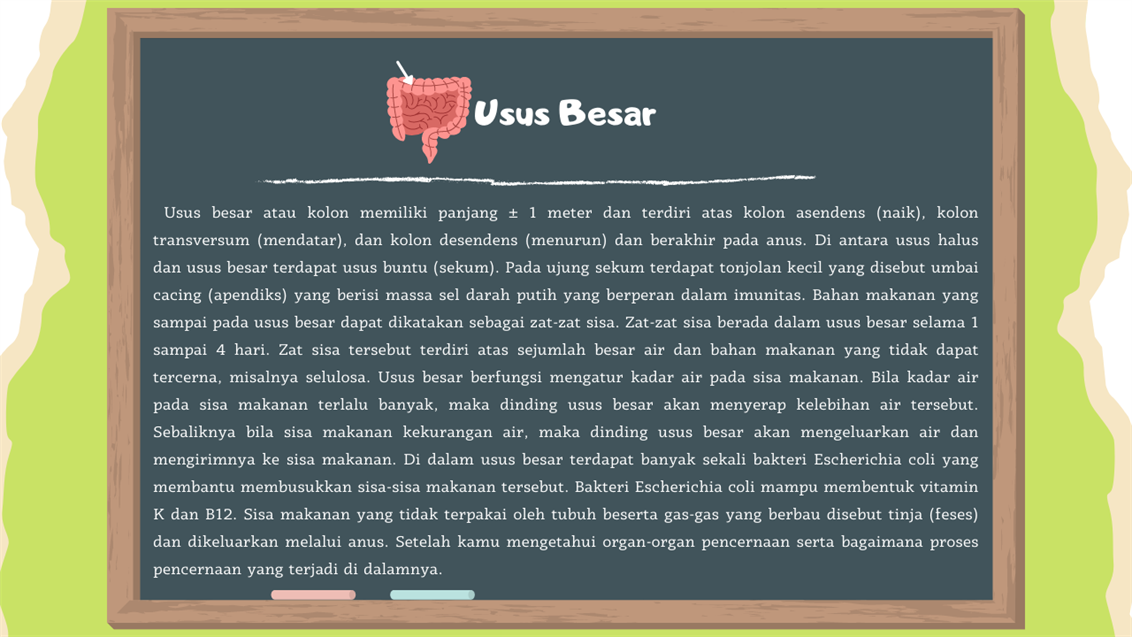 Usus Besar
Usus besar atau kolon memiliki panjang ± 1 meter dan terdiri atas kolon asendens (naik), kolon
transversum (mendatar), dan kolon desendens (menurun) dan berakhir pada anus. Di antara usus halus
dan usus besar terdapat usus buntu (sekum). Pada ujung sekum terdapat tonjolan kecil yang disebut umbai
cacing (apendiks) yang berisi massa sel darah putih yang berperan dalam imunitas. Bahan makanan yang
sampai pada usus besar dapat dikatakan sebagai zat-zat sisa. Zat-zat sisa berada dalam usus besar selama 1
sampai 4 hari. Zat sisa tersebut terdiri atas sejumlah besar air dan bahan makanan yang tidak dapat
tercerna, misalnya selulosa. Usus besar berfungsi mengatur kadar air pada sisa makanan. Bila kadar air
pada sisa makanan terlalu banyak, maka dinding usus besar akan menyerap kelebihan air tersebut.
Sebaliknya bila sisa makanan kekurangan air, maka dinding usus besar akan mengeluarkan air dan
mengirimnya ke sisa makanan. Di dalam usus besar terdapat banyak sekali bakteri Escherichia coli yang
membantu membusukkan sisa-sisa makanan tersebut. Bakteri Escherichia coli mampu membentuk vitamin
K dan B12. Sisa makanan yang tidak terpakai oleh tubuh beserta gas-gas yang berbau disebut tinja (feses)
dan dikeluarkan melalui anus. Setelah kamu mengetahui organ-organ pencernaan serta bagaimana proses
pencernaan yang terjadi di dalamnya.